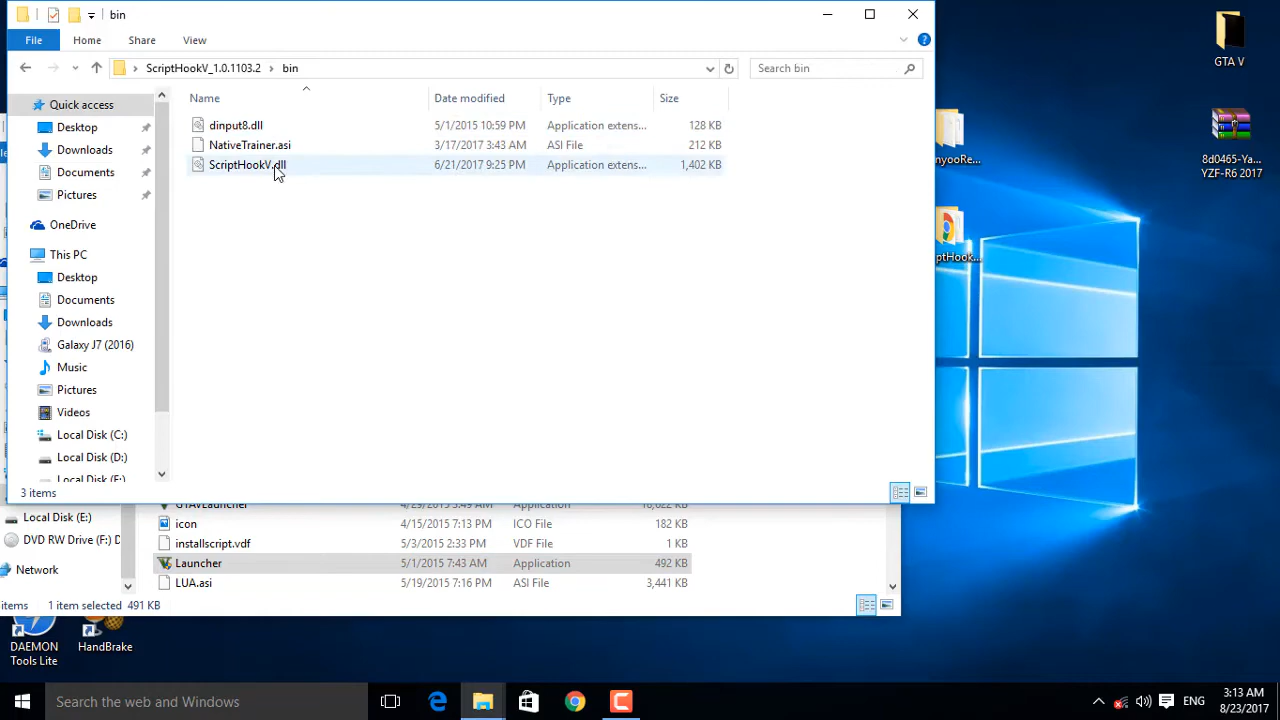 bin
File Home Share View
ScriptHookV_1.0.1103.2 bin Search bin
Quick access
Desktop
Downloads
Documents
Pictures
OneDrive
This PC
Desktop
Documents
Downloads
Galaxy J7 (2016)
Music
Pictures
Videos
Local Disk (C:)
Local Disk (D:)
Name Date modified Type Size
dinput8.dll 5/1/2015 10:59 PM Application extens... 128 KB
NativeTrainer.asi 3/17/2017 3:43 AM ASI File 212 KB
ScriptHookV.dll 6/21/2017 9:25 PM Application extens... 1,402 KB
3 items
Local Disk (E:)
DVD RW Drive (F:) D
Network
icon 4/15/2015 7:13 PM ICO File 182 KB
installscript.vdf 5/3/2015 2:33 PM VDF File 1 KB
Launcher 5/1/2015 7:43 AM Application 492 KB
LUA.asi 5/19/2015 7:16 PM ASI File 3,441 KB
items 1 item selected 491 KB
GTA V
8d0465-Ya...
YZF-R6 2017
nyooRe...
ptHook...
DAEMON
Tools Lite
HandBrake
Search the web and Windows
ENG
3:13 AM
8/23/2017